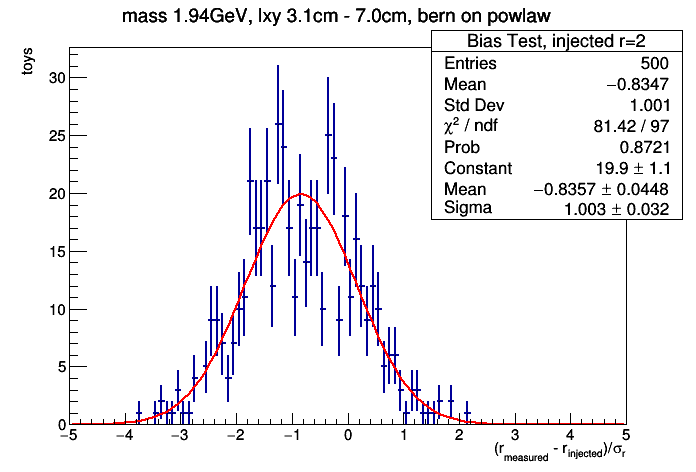 mass 1.94GeV, lxy 3.1cm - 7.0cm, bern on powlaw
Bias Test, injected r=2
Entries 500
Mean −0.8347
Std Dev 1.001
χ² / ndf 81.42 / 97
Prob 0.8721
Constant 19.9 ± 1.1
Mean −0.8357 ± 0.0448
Sigma 1.003 ± 0.032
toys
30
25
20
15
10
5
0
−5 −4 −3 −2 −1 0 1 2 3 4 5
(r_measured - r_injected)/σ_r